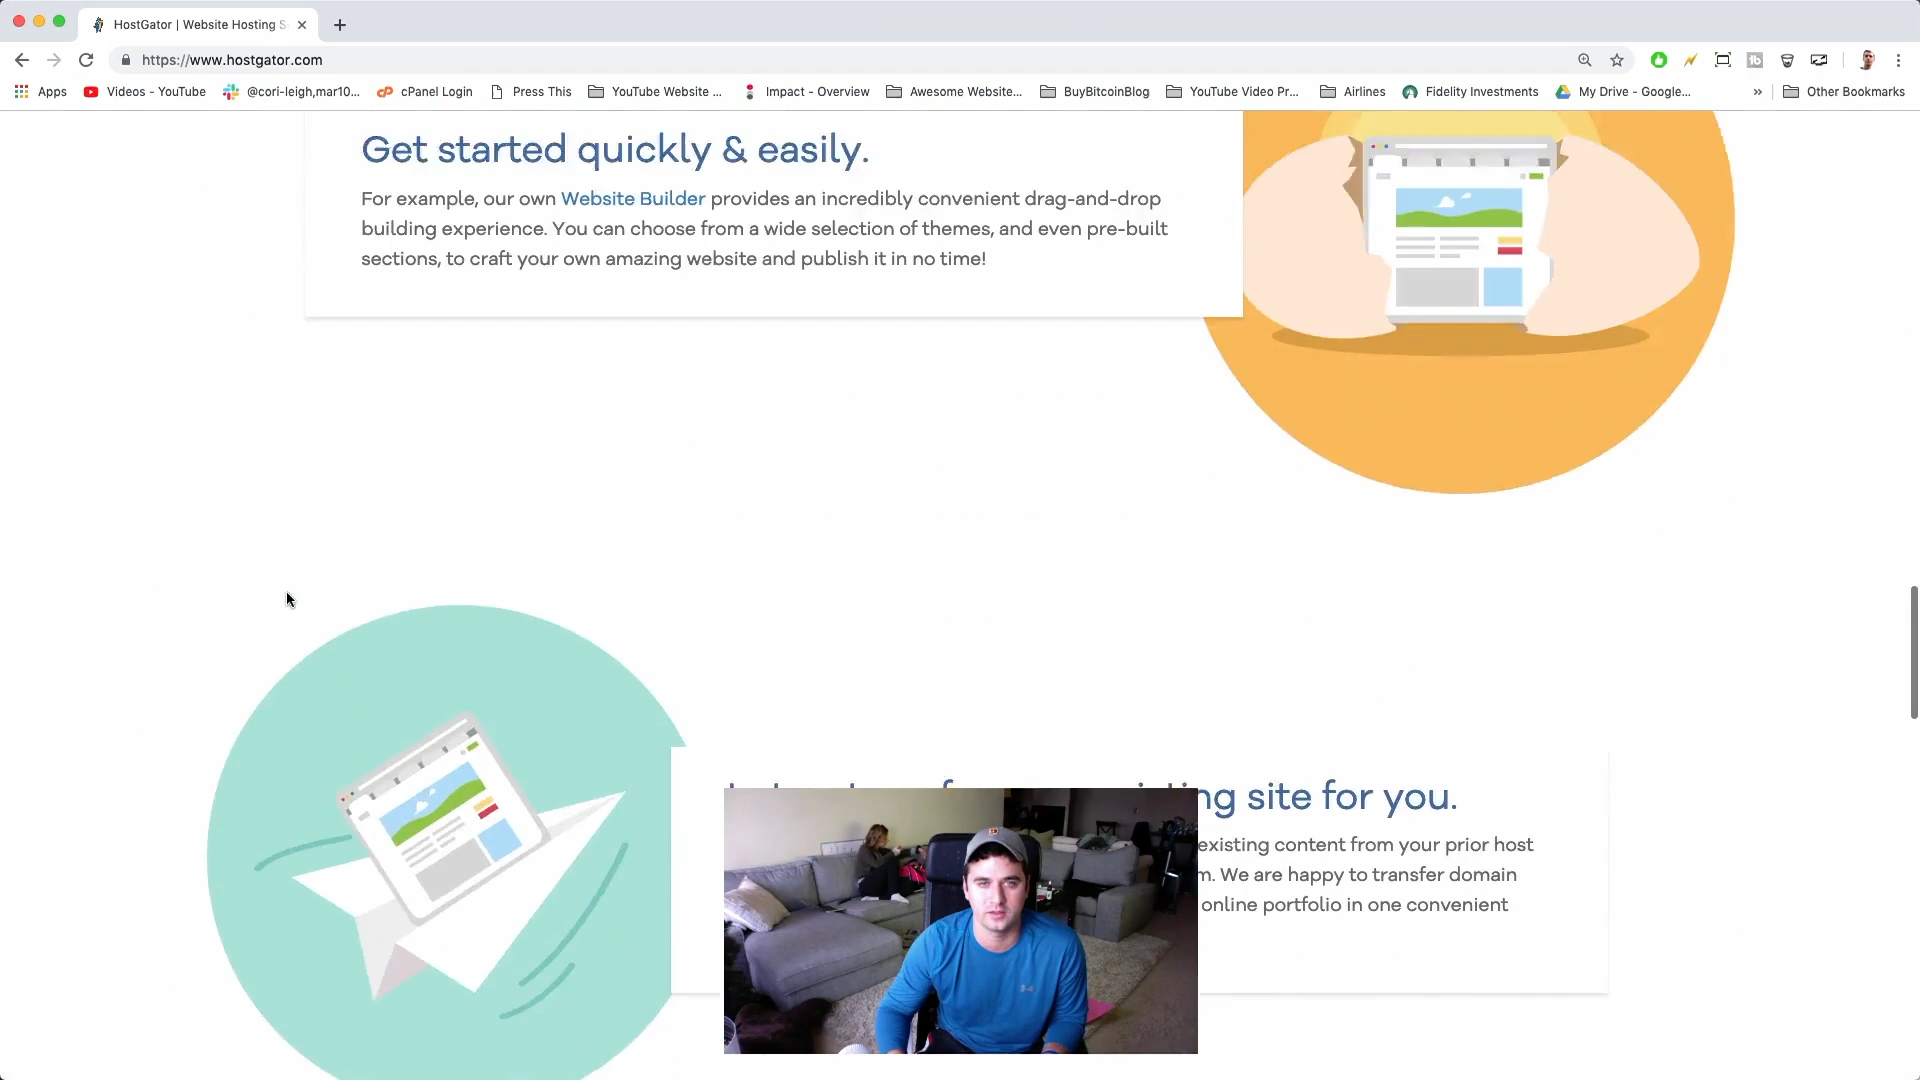 HostGator | Website Hosting S
https://www.hostgator.com
Apps
Videos - YouTube
@cori-leigh,mar10...
cPanel Login
Press This
YouTube Website ...
Impact - Overview
Awesome Website...
BuyBitcoinBlog
YouTube Video Pr...
Airlines
Fidelity Investments
My Drive - Google...
»
Other Bookmarks
Get started quickly & easily.
For example, our own Website Builder provides an incredibly convenient drag-and-drop
building experience. You can choose from a wide selection of themes, and even pre-built
sections, to craft your own amazing website and publish it in no time!
site for you.
existing content from your prior host
We are happy to transfer domain
online portfolio in one convenient